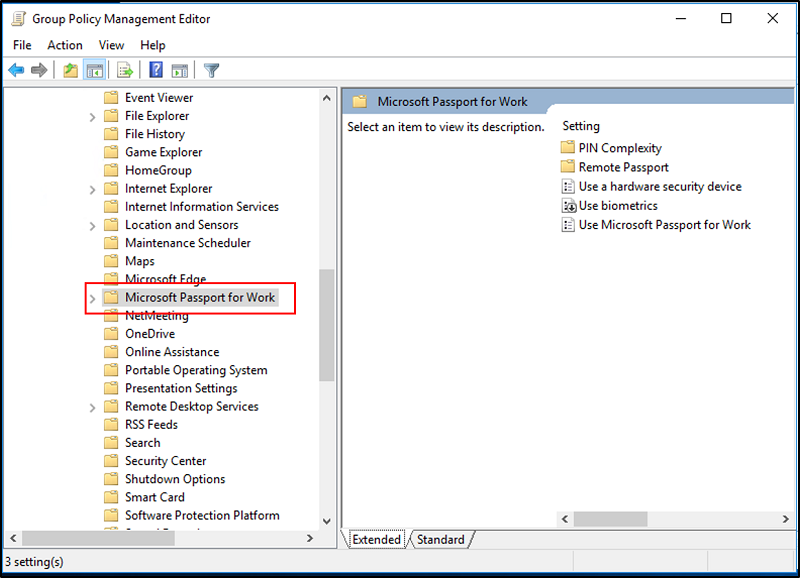 Group Policy Management Editor
File Action View Help
Event Viewer
File Explorer
File History
Game Explorer
HomeGroup
Internet Explorer
Internet Information Services
Location and Sensors
Maintenance Scheduler
Maps
Microsoft Edge
Microsoft Passport for Work
NetMeeting
OneDrive
Online Assistance
Portable Operating System
Presentation Settings
Remote Desktop Services
RSS Feeds
Search
Security Center
Shutdown Options
Smart Card
Software Protection Platform
Microsoft Passport for Work
Select an item to view its description.
Setting
PIN Complexity
Remote Passport
Use a hardware security device
Use biometrics
Use Microsoft Passport for Work
Extended Standard
3 setting(s)